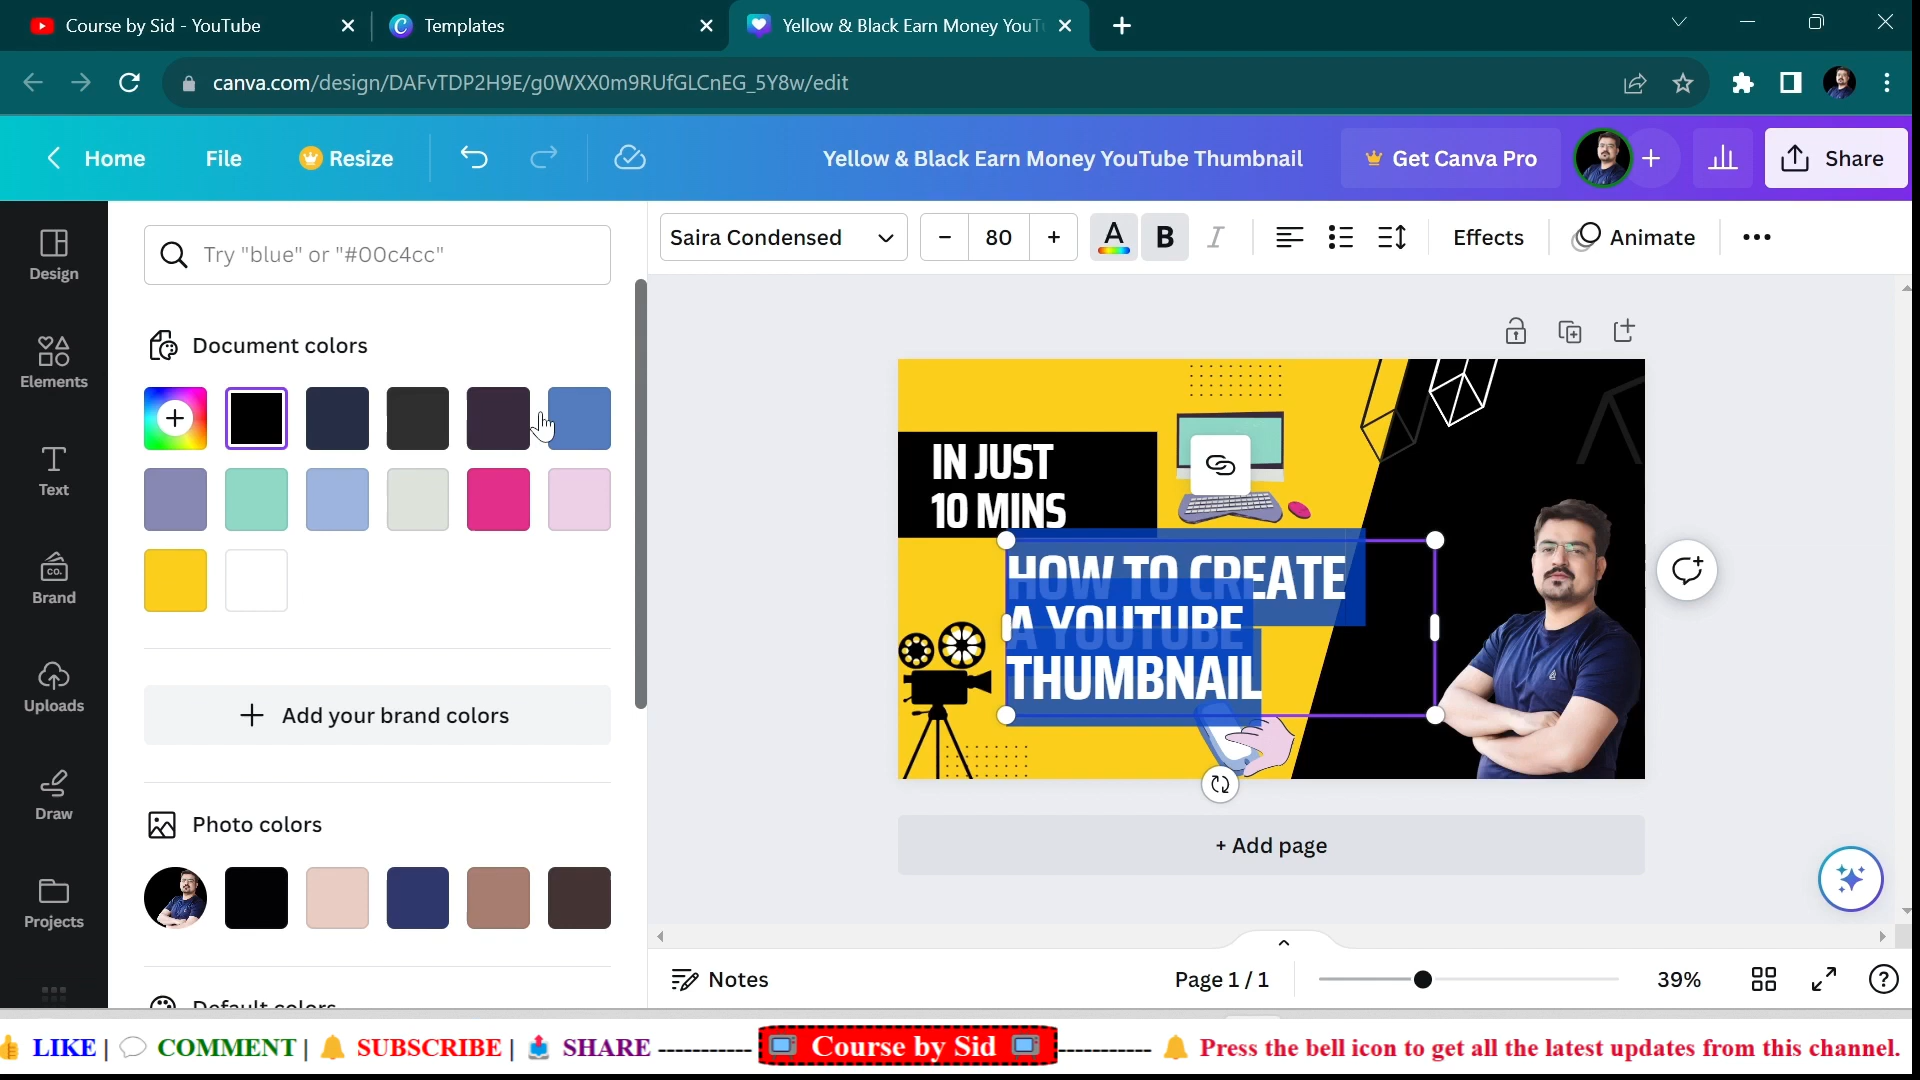 Course by Sid - YouTube
Templates
Yellow & Black Earn Money YouT
canva.com/design/DAFvTDP2H9E/g0WXX0m9RUfGLCnEG_5Y8w/edit
Home
File
Resize
Yellow & Black Earn Money YouTube Thumbnail
Get Canva Pro
Share
Design
Elements
Text
Brand
CO.
Uploads
Draw
Projects
Try "blue" or "#00c4cc"
Document colors
Add your brand colors
Photo colors
Default colors
Saira Condensed
80
A
B
I
Effects
Animate
IN JUST
10 MINS
HOW TO CREATE
A YOUTUBE
THUMBNAIL
+ Add page
Notes
Page 1 / 1
39%
LIKE | COMMENT | SUBSCRIBE | SHARE ----------- Course by Sid ----------- Press the bell icon to get all the latest updates from this channel.